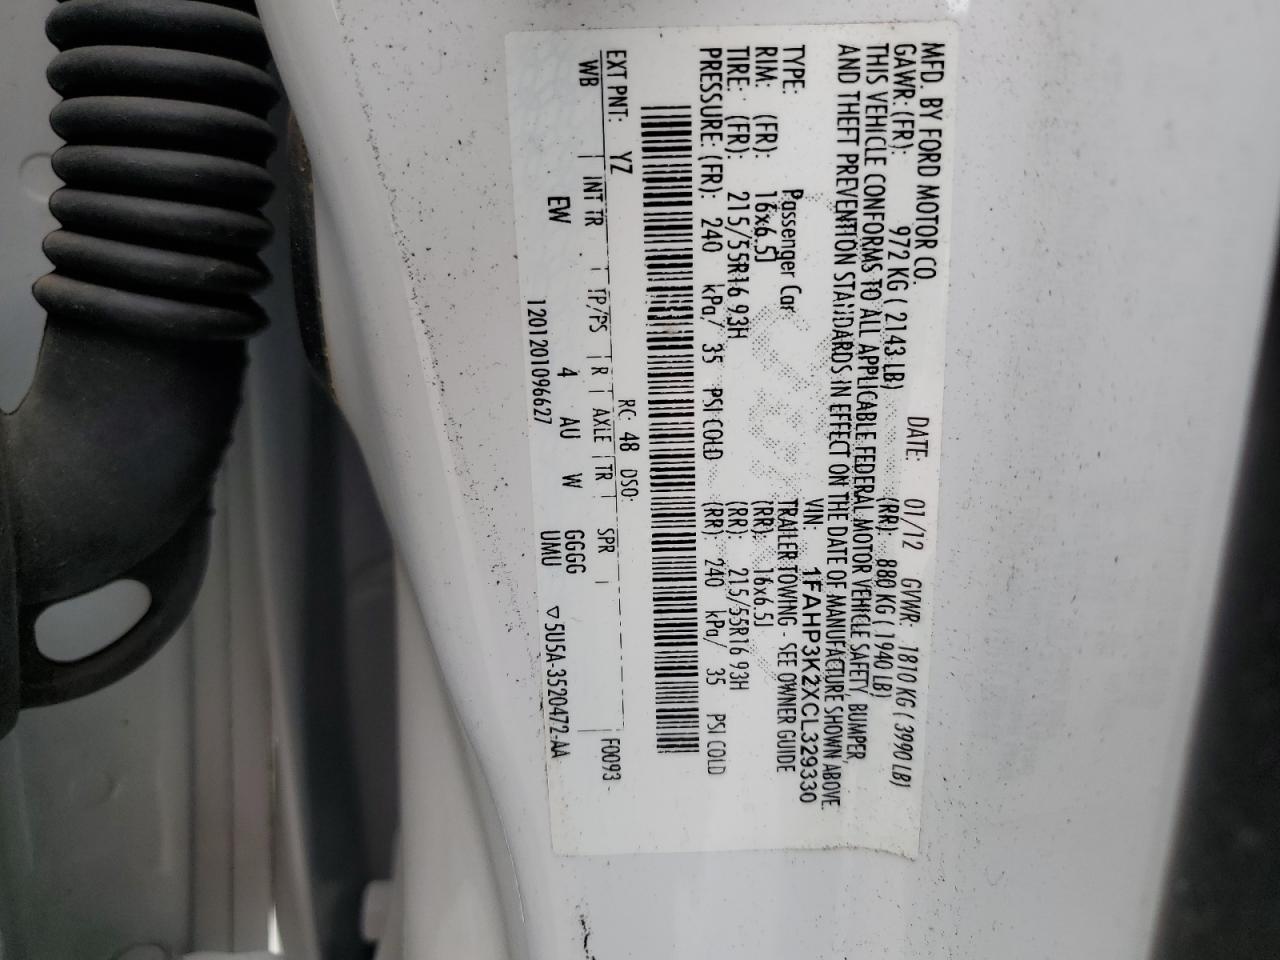 MFD. BY FORD MOTOR CO.
DATE: 01/12 GVWR: 1810 KG ( 3990 LB)
GAWR: (FR): 972 KG ( 2143 LB) (RR): 880 KG ( 1940 LB)
THIS VEHICLE CONFORMS TO ALL APPLICABLE FEDERAL MOTOR VEHICLE SAFETY, BUMPER,
AND THEFT PREVENTION STANDARDS IN EFFECT ON THE DATE OF MANUFACTURE SHOWN ABOVE.
VIN: 1FAHP3K2XCL329330
TYPE: Passenger Car TRAILER TOWING - SEE OWNER GUIDE
RIM: (FR): 16x6.5J (RR): 16x6.5J
TIRE: (FR): 215/55R16 93H (RR): 215/55R16 93H
PRESSURE: (FR): 240 kPa/ 35 PSI COLD (RR): 240 kPa/ 35 PSI COLD
RC: 48 DSO:
EXT PNT: YZ F0093-
WB | INT TR | TP/PS | R | AXLE | TR | SPR |
EW 4 AU W GGGG
UMU
1201201096627
▽ 5U5A-3520472-AA